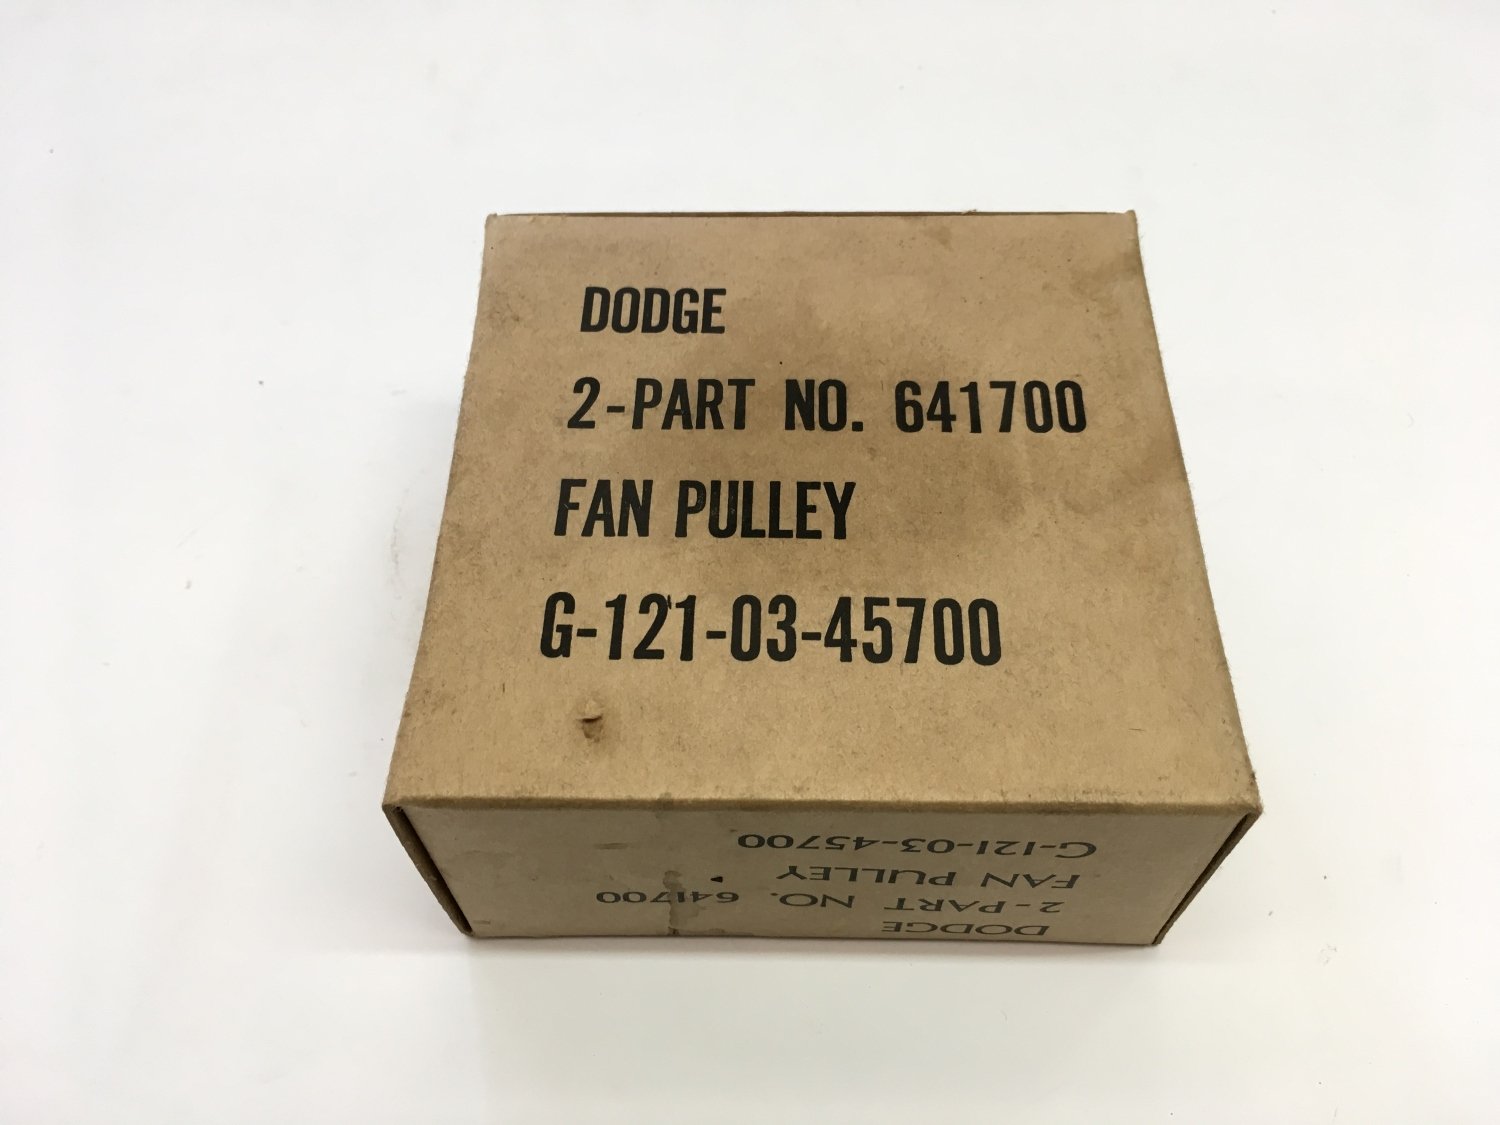 DODGE
2-PART NO. 641700
FAN PULLEY
G-121-03-45700
DODGE
2-PART NO. 641700
FAN PULLEY
G-121-03-45700